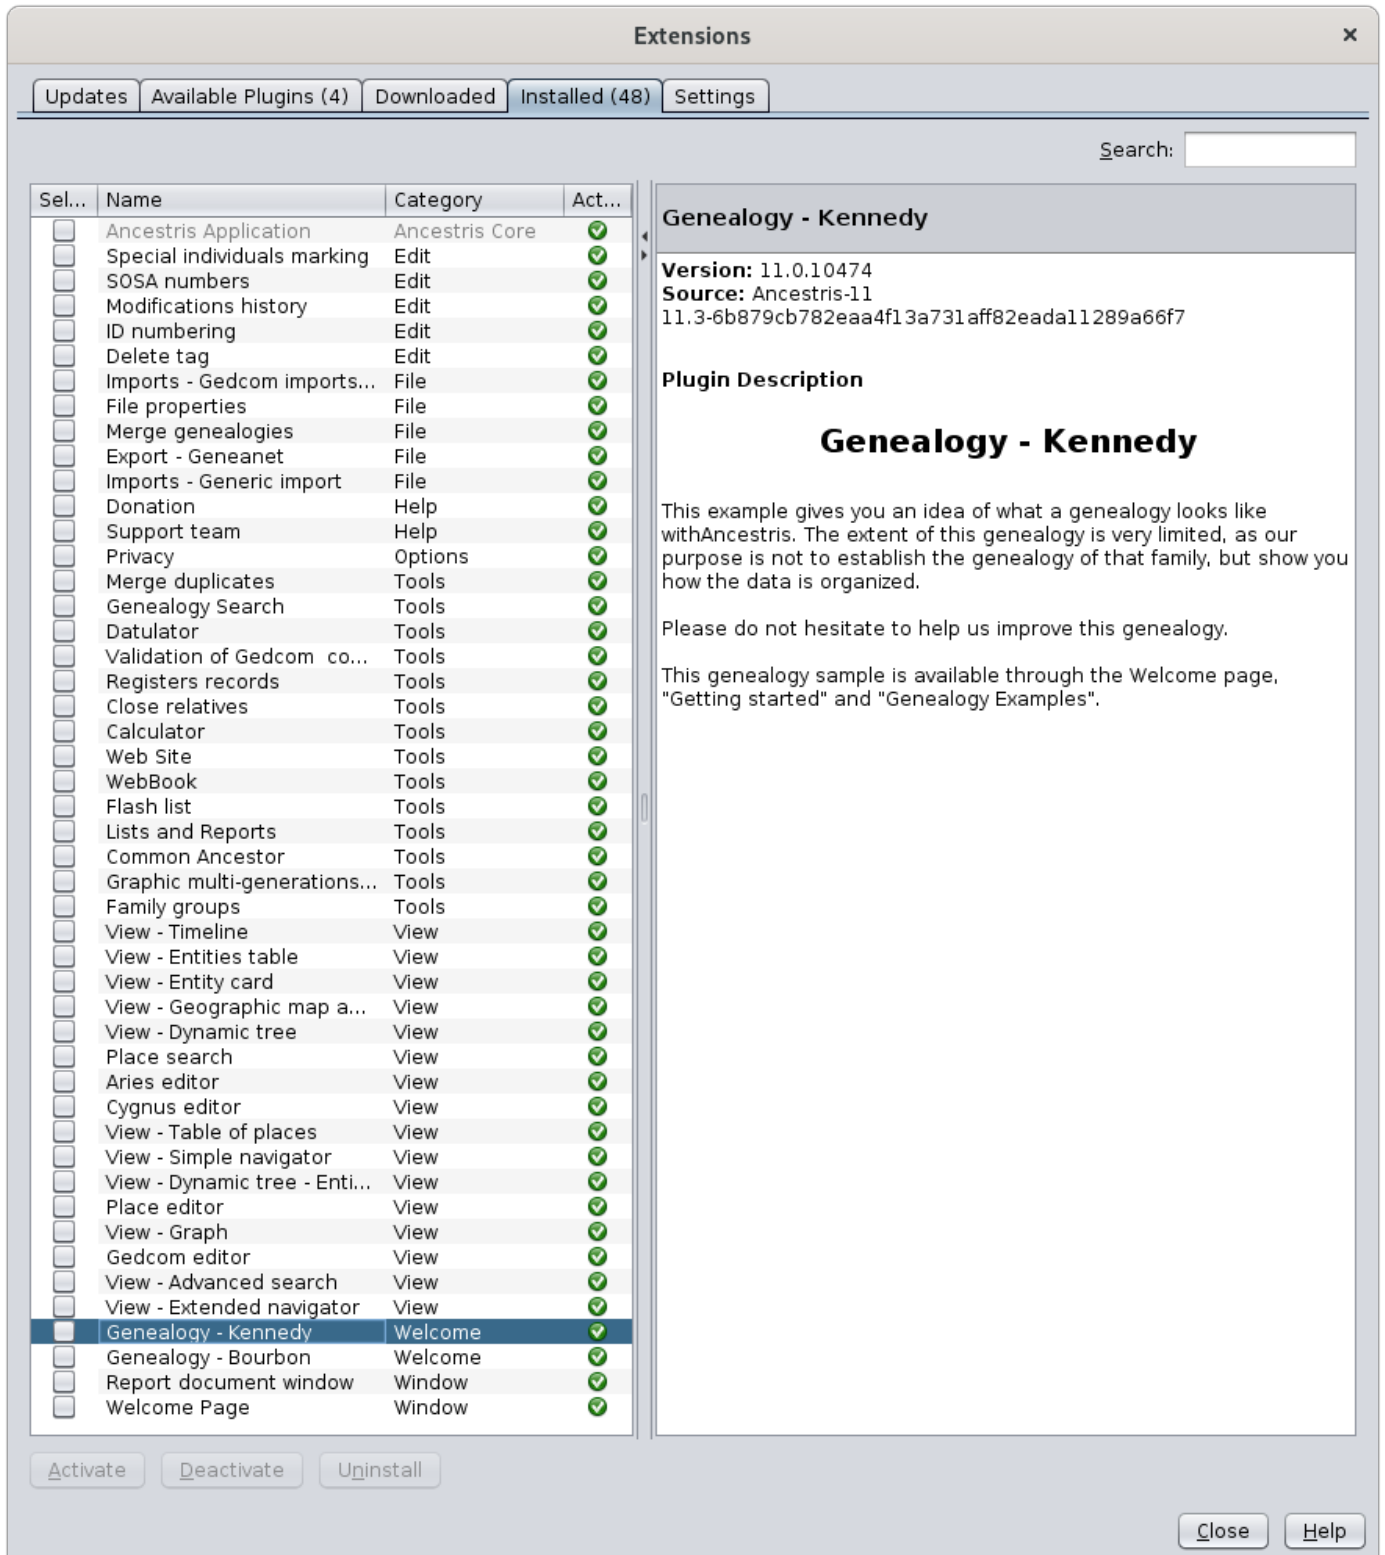 Extensions
Updates Available Plugins (4) Downloaded Installed (48) Settings
Search:
Sel... Name Category Act...
Ancestris Application Ancestris Core
Special individuals marking Edit
SOSA numbers Edit
Modifications history Edit
ID numbering Edit
Delete tag Edit
Imports - Gedcom imports... File
File properties File
Merge genealogies File
Export - Geneanet File
Imports - Generic import File
Donation Help
Support team Help
Privacy Options
Merge duplicates Tools
Genealogy Search Tools
Datulator Tools
Validation of Gedcom  co... Tools
Registers records Tools
Close relatives Tools
Calculator Tools
Web Site Tools
WebBook Tools
Flash list Tools
Lists and Reports Tools
Common Ancestor Tools
Graphic multi-generations... Tools
Family groups Tools
View - Timeline View
View - Entities table View
View - Entity card View
View - Geographic map a... View
View - Dynamic tree View
Place search View
Aries editor View
Cygnus editor View
View - Table of places View
View - Simple navigator View
View - Dynamic tree - Enti... View
Place editor View
View - Graph View
Gedcom editor View
View - Advanced search View
View - Extended navigator View
Genealogy - Kennedy Welcome
Genealogy - Bourbon Welcome
Report document window Window
Welcome Page Window
Genealogy - Kennedy
Version: 11.0.10474
Source: Ancestris-11
11.3-6b879cb782eaa4f13a731aff82eada11289a66f7
Plugin Description
Genealogy - Kennedy
This example gives you an idea of what a genealogy looks like
withAncestris. The extent of this genealogy is very limited, as our
purpose is not to establish the genealogy of that family, but show you
how the data is organized.
Please do not hesitate to help us improve this genealogy.
This genealogy sample is available through the Welcome page,
"Getting started" and "Genealogy Examples".
Activate Deactivate Uninstall
Close Help